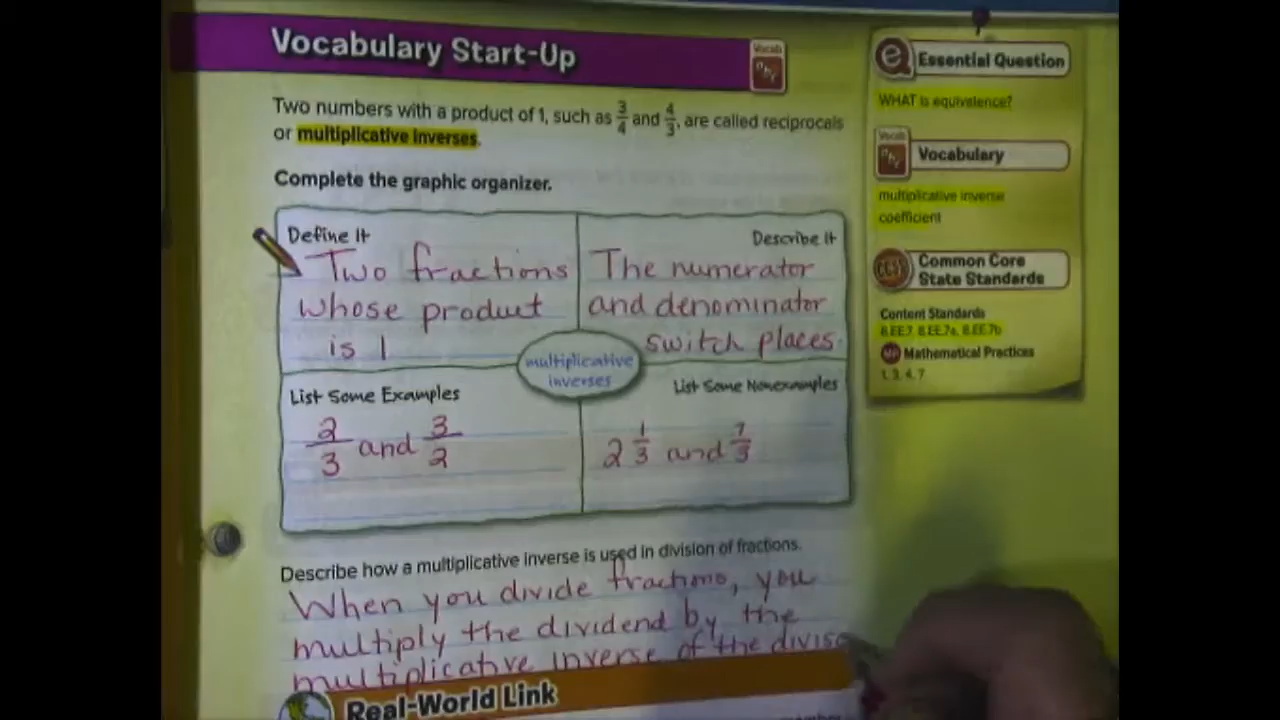 Vocabulary Start-Up
Vocab
Two numbers with a product of 1, such as 3/4 and 4/3, are called reciprocals
or multiplicative inverses.
Complete the graphic organizer.
Define It
Two fractions
whose product
is 1
Describe It
The numerator
and denominator
switch places.
multiplicative
inverses
List Some Examples
2/3 and 3/2
List Some Nonexamples
2 1/3 and 7/3
Describe how a multiplicative inverse is used in division of fractions.
When you divide fractions, you
multiply the dividend by the
multiplicative inverse of the diviso
Real-World Link
e Essential Question
WHAT is equivalence?
Vocab
Vocabulary
multiplicative inverse
coefficient
CCSS Common Core
State Standards
Content Standards
8.EE.7, 8.EE.7a, 8.EE.7b
MP Mathematical Practices
1, 3, 4, 7